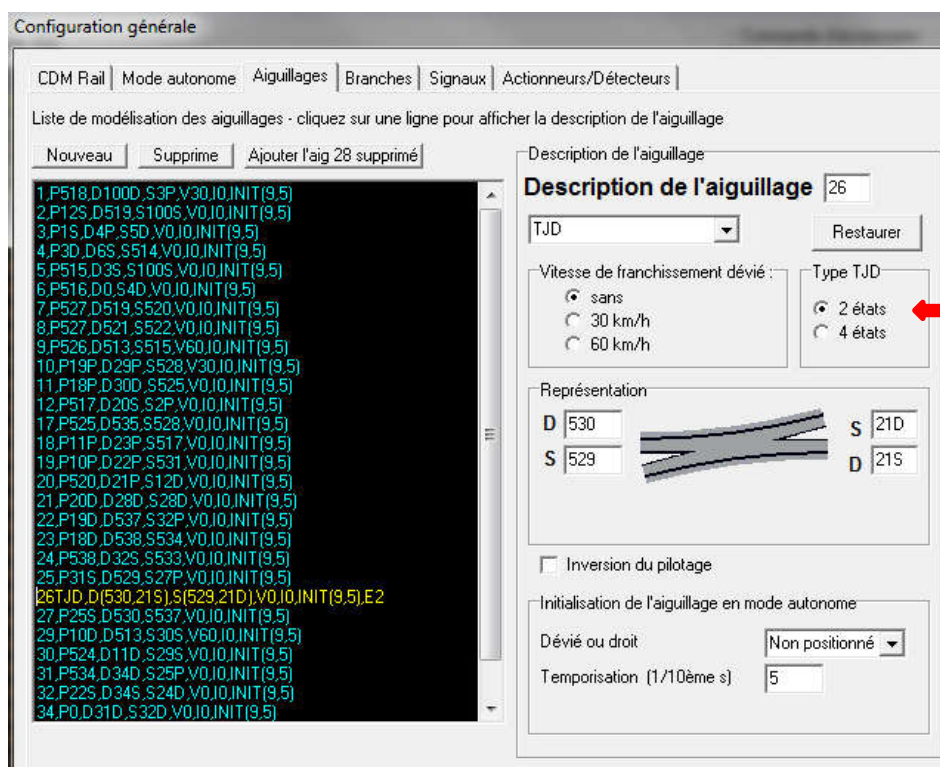 Configuration générale
CDM Rail Mode autonome Aiguillages Branches Signaux Actionneurs/Détecteurs
Liste de modélisation des aiguillages - cliquez sur une ligne pour afficher la description de l'aiguillage
Nouveau Supprime Ajouter l'aig 28 supprimé
1,P518,D100D,S3P,V30,I0,INIT(9,5)
2,P12S,D519,S100S,V0,I0,INIT(9,5)
3,P1S,D4P,S5D,V0,I0,INIT(9,5)
4,P3D,D6S,S514,V0,I0,INIT(9,5)
5,P515,D3S,S100S,V0,I0,INIT(9,5)
6,P516,D0,S4D,V0,I0,INIT(9,5)
7,P527,D519,S520,V0,I0,INIT(9,5)
8,P527,D521,S522,V0,I0,INIT(9,5)
9,P526,D513,S515,V60,I0,INIT(9,5)
10,P19P,D29P,S528,V30,I0,INIT(9,5)
11,P18P,D30D,S525,V0,I0,INIT(9,5)
12,P517,D20S,S2P,V0,I0,INIT(9,5)
17,P525,D535,S528,V0,I0,INIT(9,5)
18,P11P,D23P,S517,V0,I0,INIT(9,5)
19,P10P,D22P,S531,V0,I0,INIT(9,5)
20,P520,D21P,S12D,V0,I0,INIT(9,5)
21,P20D,D28D,S28D,V0,I0,INIT(9,5)
22,P19D,D537,S32P,V0,I0,INIT(9,5)
23,P18D,D538,S534,V0,I0,INIT(9,5)
24,P538,D32S,S533,V0,I0,INIT(9,5)
25,P31S,D529,S27P,V0,I0,INIT(9,5)
26TJD,D(530,21S),S(529,21D),V0,I0,INIT(9,5),E2
27,P25S,D530,S537,V0,I0,INIT(9,5)
29,P10D,D513,S30S,V60,I0,INIT(9,5)
30,P524,D11D,S29S,V0,I0,INIT(9,5)
31,P534,D34D,S25P,V0,I0,INIT(9,5)
32,P22S,D34S,S24D,V0,I0,INIT(9,5)
34,P0,D31D,S32D,V0,I0,INIT(9,5)
Description de l'aiguillage
Description de l'aiguillage 26
TJD Restaurer
Vitesse de franchissement dévié :
sans
30 km/h
60 km/h
Type TJD
2 états
4 états
Représentation
D 530 S 21D
S 529 D 21S
Inversion du pilotage
Initialisation de l'aiguillage en mode autonome
Dévié ou droit Non positionné
Temporisation (1/10ème s) 5